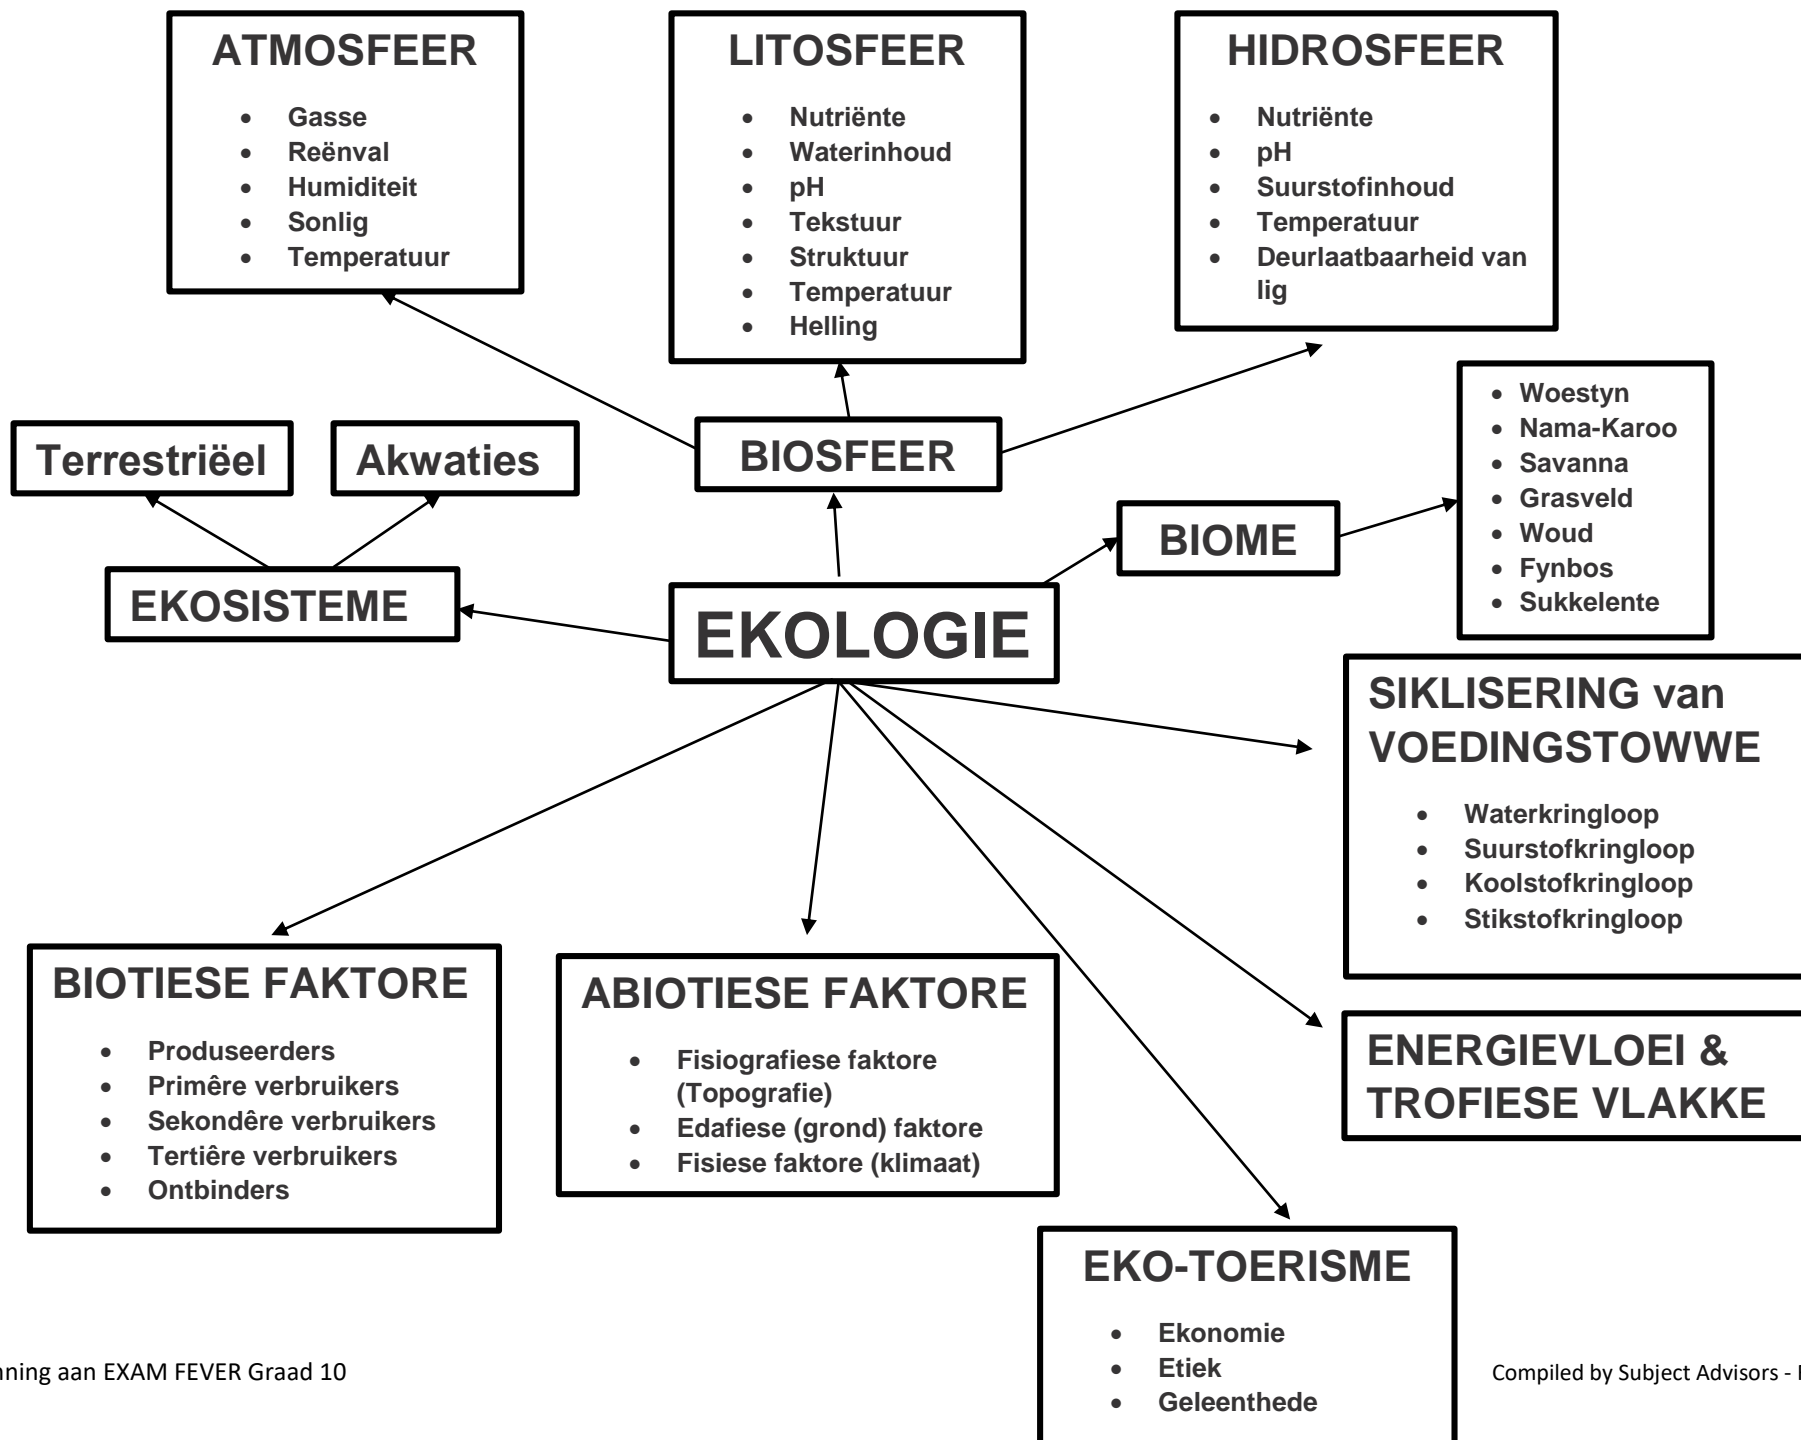 ATMOSFEER
• Gasse
• Reënval
• Humiditeit
• Sonlig
• Temperatuur
LITOSFEER
• Nutriënte
• Waterinhoud
• pH
• Tekstuur
• Struktuur
• Temperatuur
• Helling
HIDROSFEER
• Nutriënte
• pH
• Suurstofinhoud
• Temperatuur
• Deurlaatbaarheid van
lig
Terrestriëel
Akwaties
BIOSFEER
• Woestyn
• Nama-Karoo
• Savanna
• Grasveld
• Woud
• Fynbos
• Sukkelente
BIOME
EKOSISTEME
EKOLOGIE
SIKLISERING van
VOEDINGSTOWWE
• Waterkringloop
• Suurstofkringloop
• Koolstofkringloop
• Stikstofkringloop
BIOTIESE FAKTORE
• Produseerders
• Primêre verbruikers
• Sekondêre verbruikers
• Tertiêre verbruikers
• Ontbinders
ABIOTIESE FAKTORE
• Fisiografiese faktore
(Topografie)
• Edafiese (grond) faktore
• Fisiese faktore (klimaat)
ENERGIEVLOEI &
TROFIESE VLAKKE
EKO-TOERISME
• Ekonomie
• Etiek
• Geleenthede
aan EXAM FEVER Graad 10
Compiled by Subject Advisors -